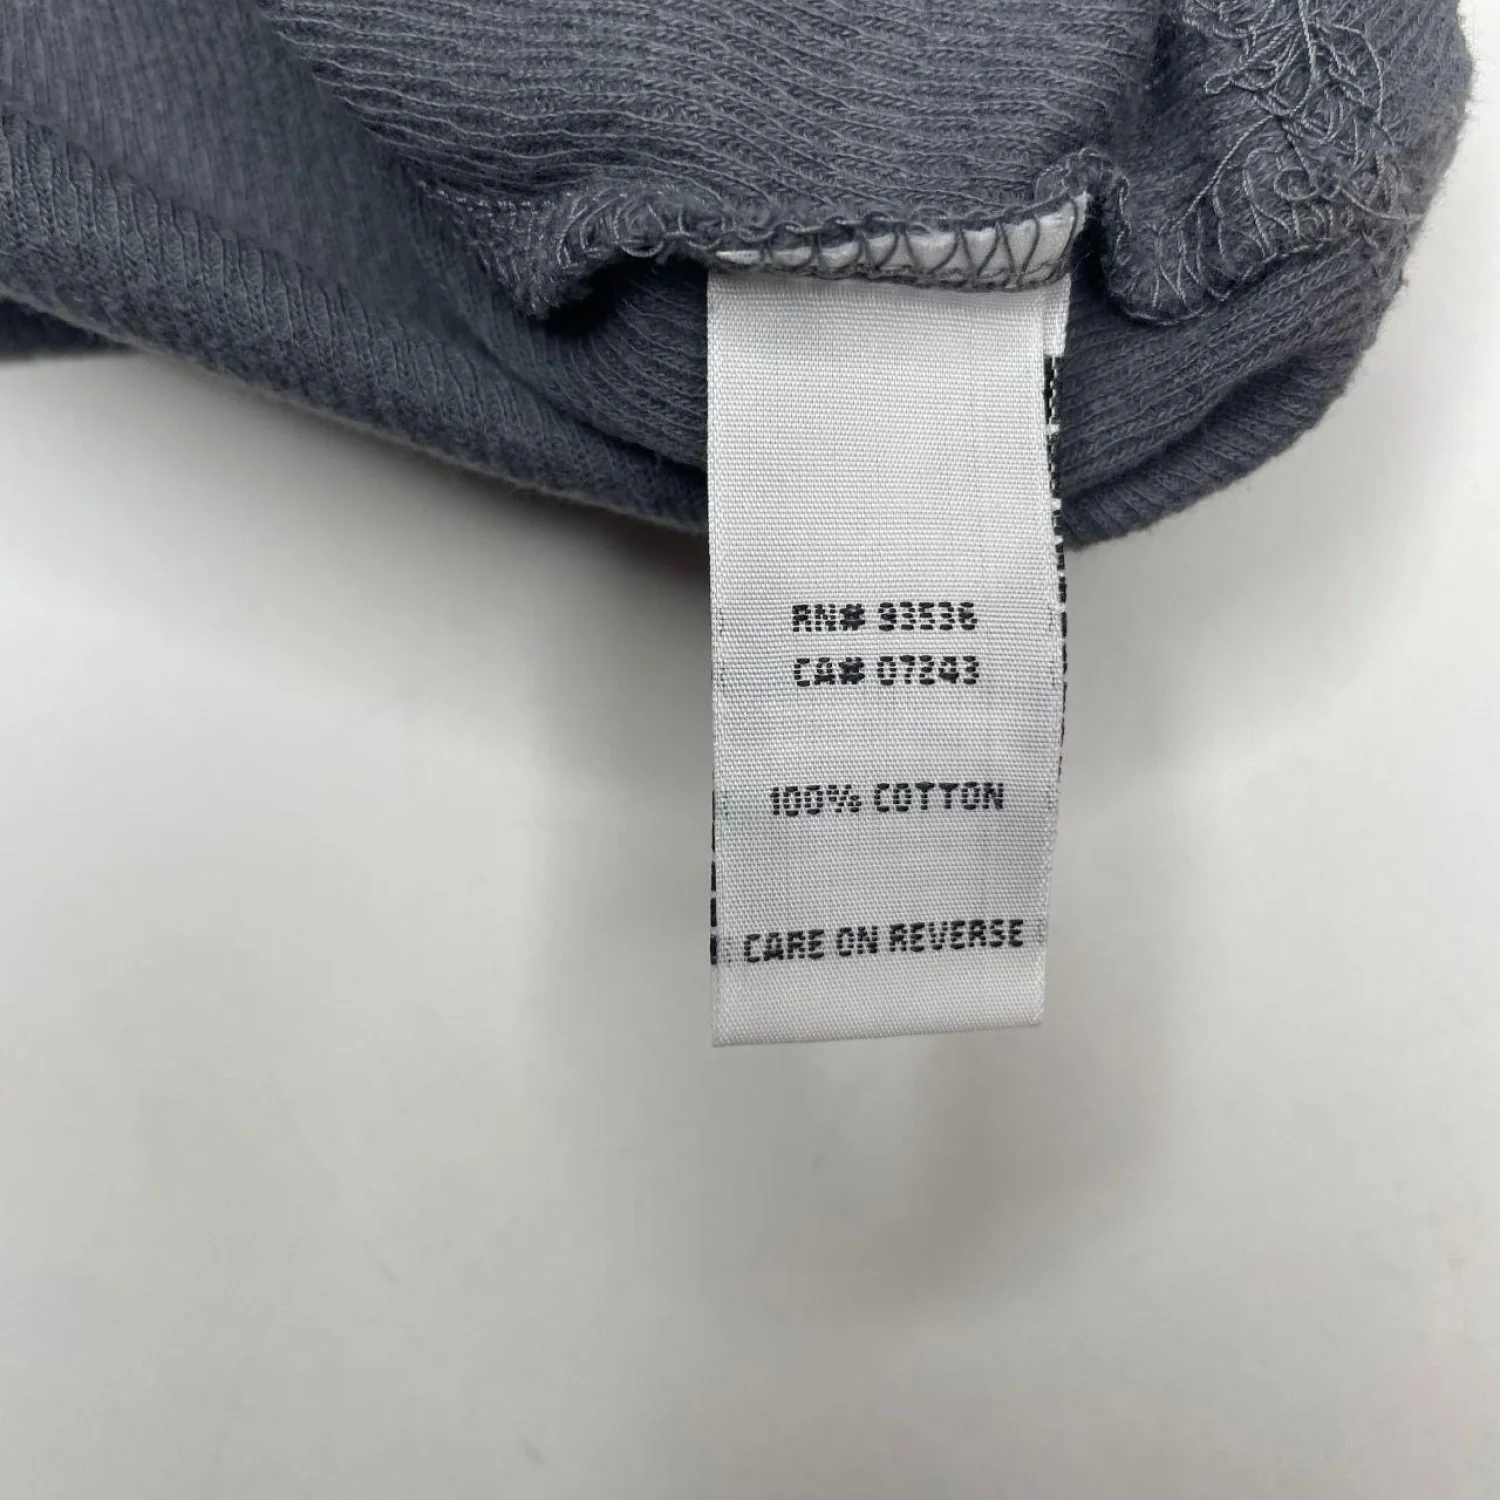 RN# 93536
CA# 07243
100% COTTON
CARE ON REVERSE